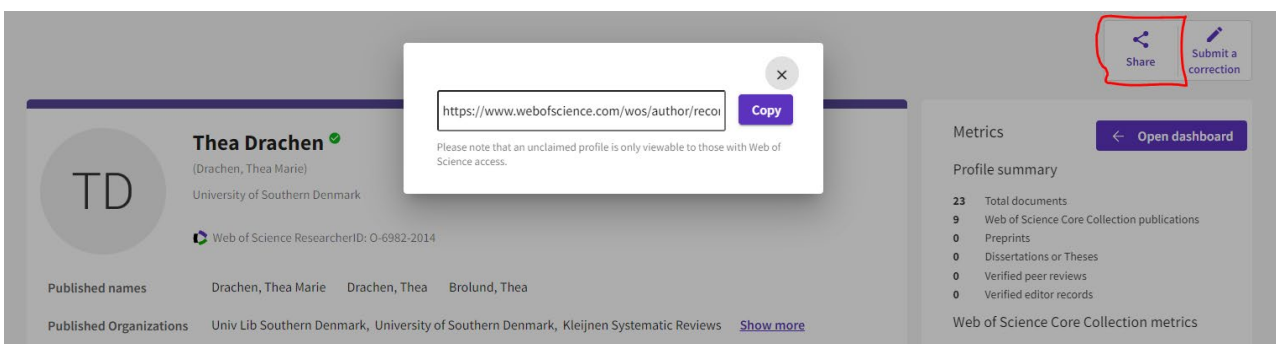 Share
Submit a
correction
https://www.webofscience.com/wos/author/reco
Copy
Please note that an unclaimed profile is only viewable to those with Web of
Science access.
TD
Thea Drachen
(Drachen, Thea Marie)
University of Southern Denmark
Web of Science ResearcherID: O-6982-2014
Published names Drachen, Thea Marie Drachen, Thea Brolund, Thea
Published Organizations Univ Lib Southern Denmark, University of Southern Denmark, Kleijnen Systematic Reviews Show more
Metrics
Open dashboard
Profile summary
23 Total documents
9 Web of Science Core Collection publications
0 Preprints
0 Dissertations or Theses
0 Verified peer reviews
0 Verified editor records
Web of Science Core Collection metrics